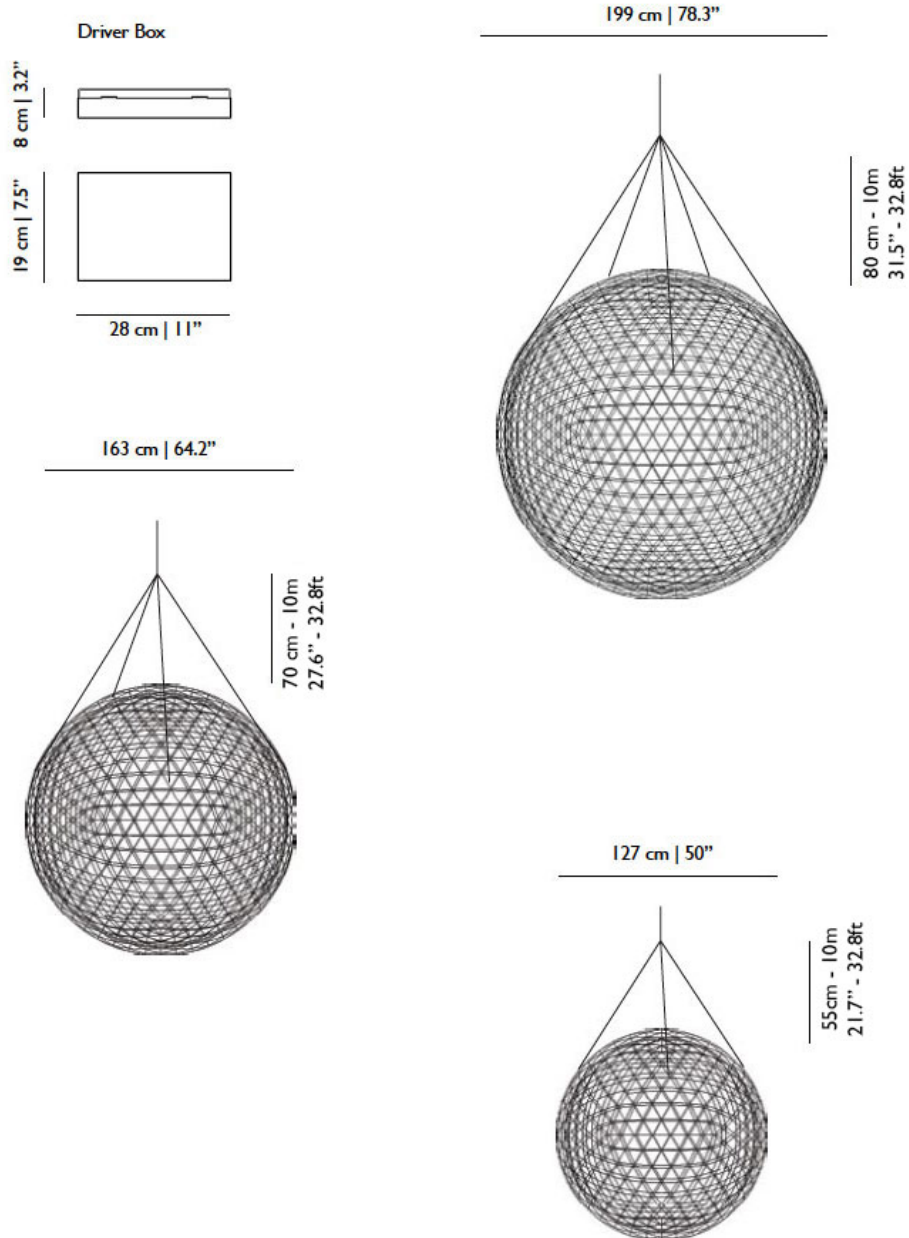 Driver Box
8 cm | 3.2”
19 cm | 7.5”
28 cm | 11”
199 cm | 78.3”
80 cm - 10m
31.5” - 32.8ft
163 cm | 64.2”
70 cm - 10m
27.6” - 32.8ft
127 cm | 50”
55cm - 10m
21.7” - 32.8ft